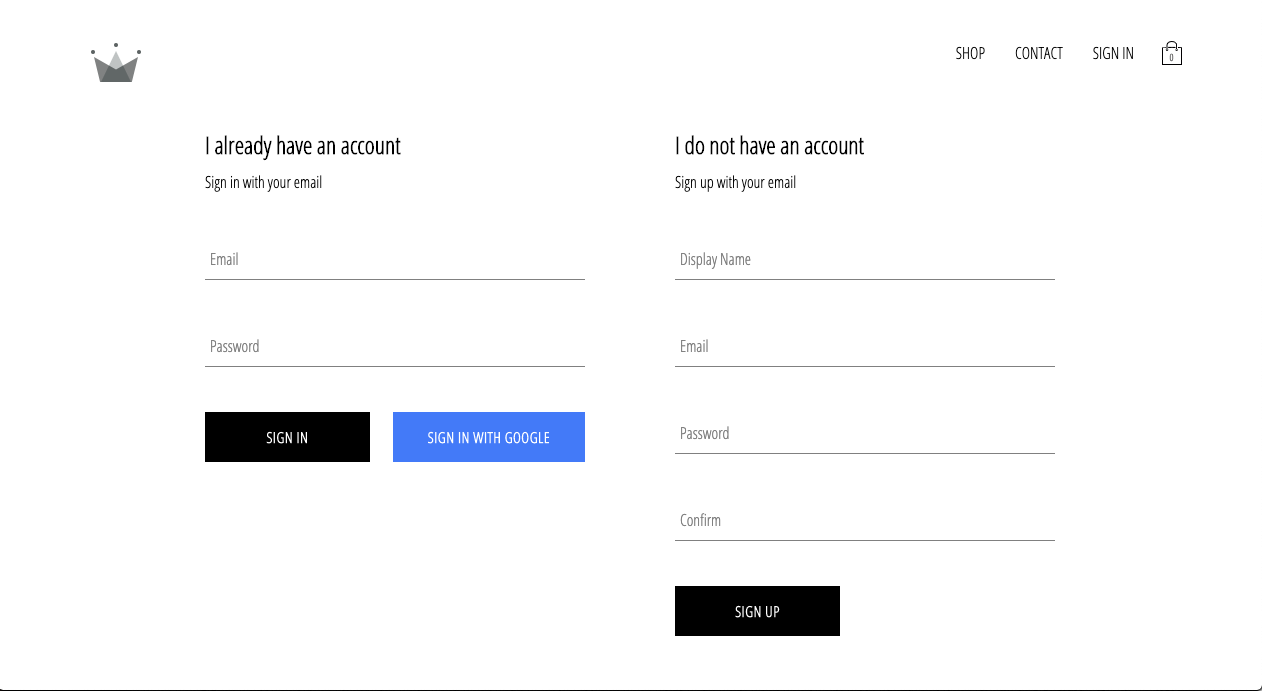 SHOP
CONTACT
SIGN IN
0
I already have an account
Sign in with your email
Email
Password
SIGN IN
SIGN IN WITH GOOGLE
I do not have an account
Sign up with your email
Display Name
Email
Password
Confirm
SIGN UP